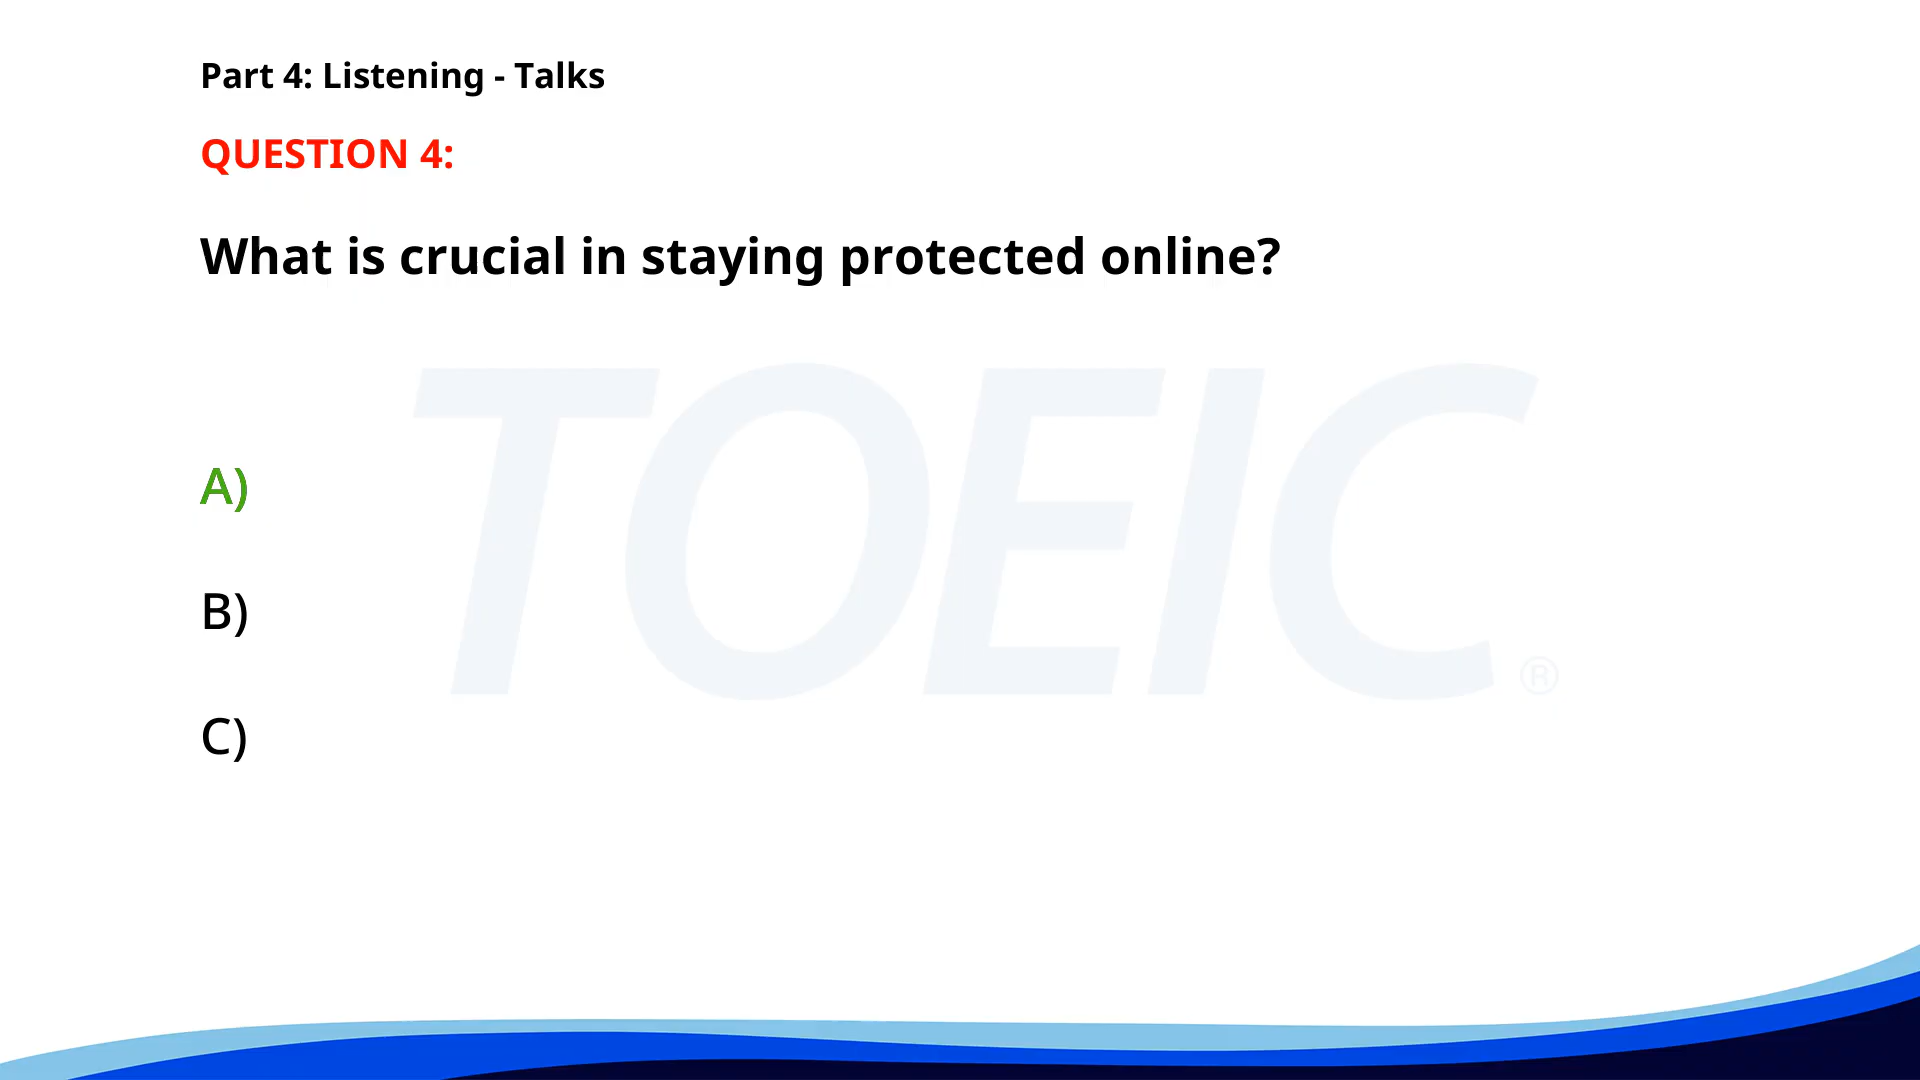 Part 4: Listening - Talks
QUESTION 4:
What is crucial in staying protected online?
TOEIC®
A)
B)
C)